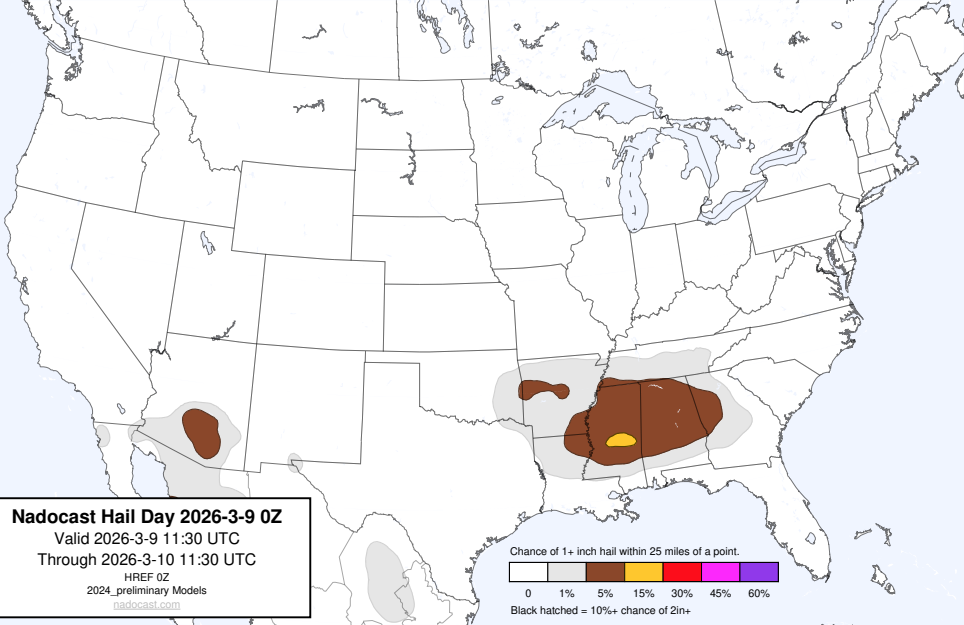 Nadocast Hail Day 2026-3-9 0Z
Valid 2026-3-9 11:30 UTC
Through 2026-3-10 11:30 UTC
HREF 0Z
2024_preliminary Models
nadocast.com
Chance of 1+ inch hail within 25 miles of a point.
0 1% 5% 15% 30% 45% 60%
Black hatched = 10%+ chance of 2in+